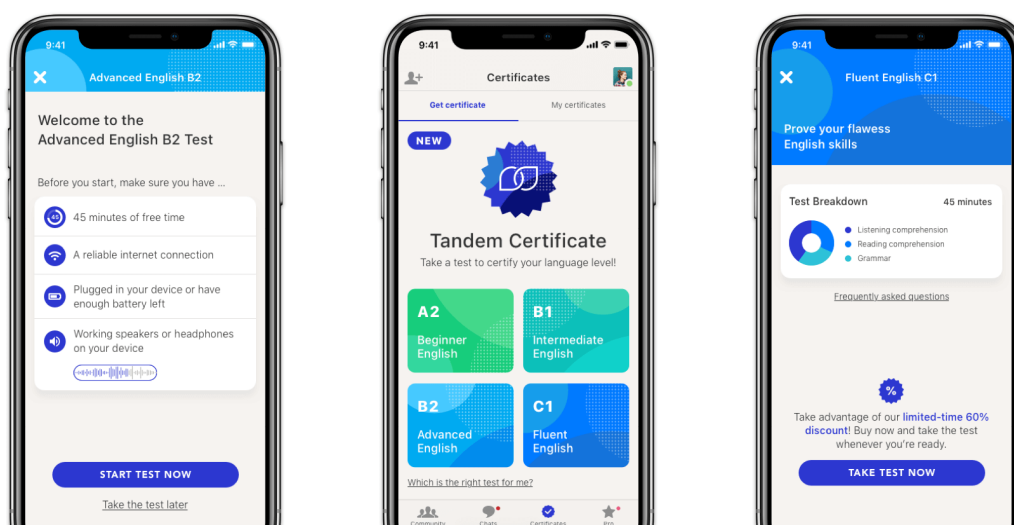 9:41
Advanced English B2
Welcome to the
Advanced English B2 Test
Before you start, make sure you have ...
45
45 minutes of free time
A reliable internet connection
Plugged in your device or have
enough battery left
Working speakers or headphones
on your device
START TEST NOW
Take the test later
9:41
Certificates
Get certificate
My certificates
NEW
Tandem Certificate
Take a test to certify your language level!
A2
Beginner
English
B1
Intermediate
English
B2
Advanced
English
C1
Fluent
English
Which is the right test for me?
Community
Chats
Certificates
Pro
9:41
Fluent English C1
Prove your flawess
English skills
Test Breakdown
45 minutes
Listening comprehension
Reading comprehension
Grammar
Frequently asked questions
%
Take advantage of our limited-time 60%
discount! Buy now and take the test
whenever you're ready.
TAKE TEST NOW